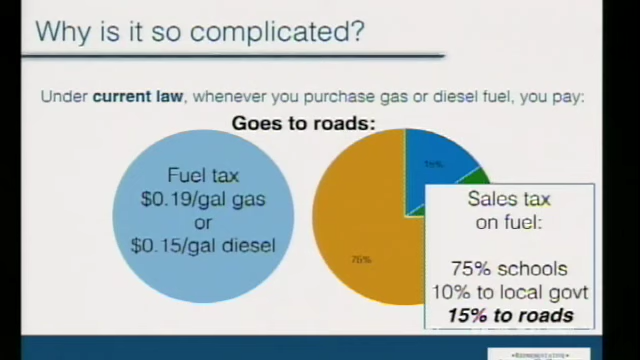 Why is it so complicated?
Under current law, whenever you purchase gas or diesel fuel, you pay:
Goes to roads:
Fuel tax
$0.19/gal gas
or
$0.15/gal diesel
15%
75%
Sales tax
on fuel:
75% schools
10% to local govt
15% to roads
REPRESENTATIVE